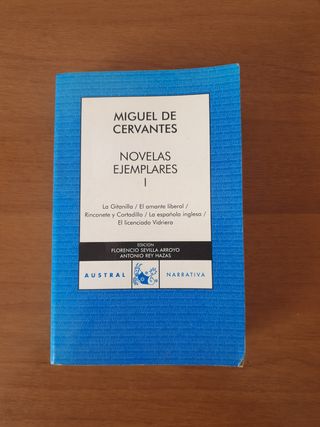 MIGUEL DE
CERVANTES
NOVELAS
EJEMPLARES
I
La Gitanilla / El amante liberal /
Rinconete y Cortadillo / La española inglesa /
El licenciado Vidriera
EDICIÓN
FLORENCIO SEVILLA ARROYO
ANTONIO REY HAZAS
AUSTRAL NARRATIVA